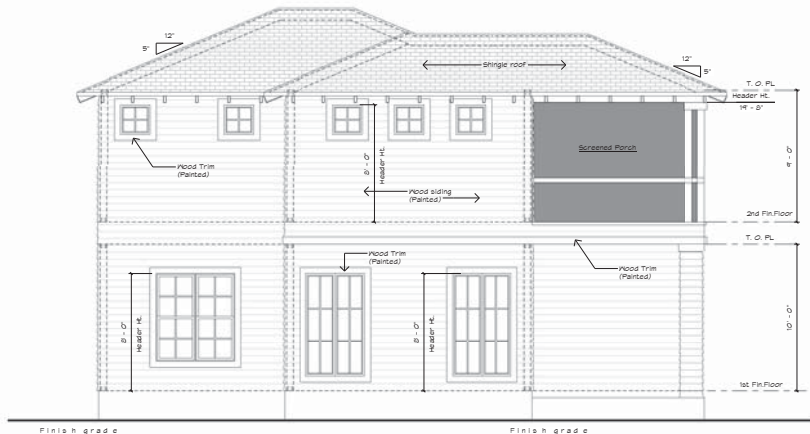 12"
5"
12"
5"
Shingle roof
T. O. PL
Header Ht.
19' - 8"
Screened Porch
Wood Trim
(Painted)
8' - 0"
Header Ht.
Wood siding
(Painted)
9' - 0"
2nd Fin.Floor
T. O. PL
Wood Trim
(Painted)
Wood Trim
(Painted)
8' - 0"
Header Ht.
8' - 0"
Header Ht.
10' - 0"
1st Fin.Floor
Finish grade
Finish grade